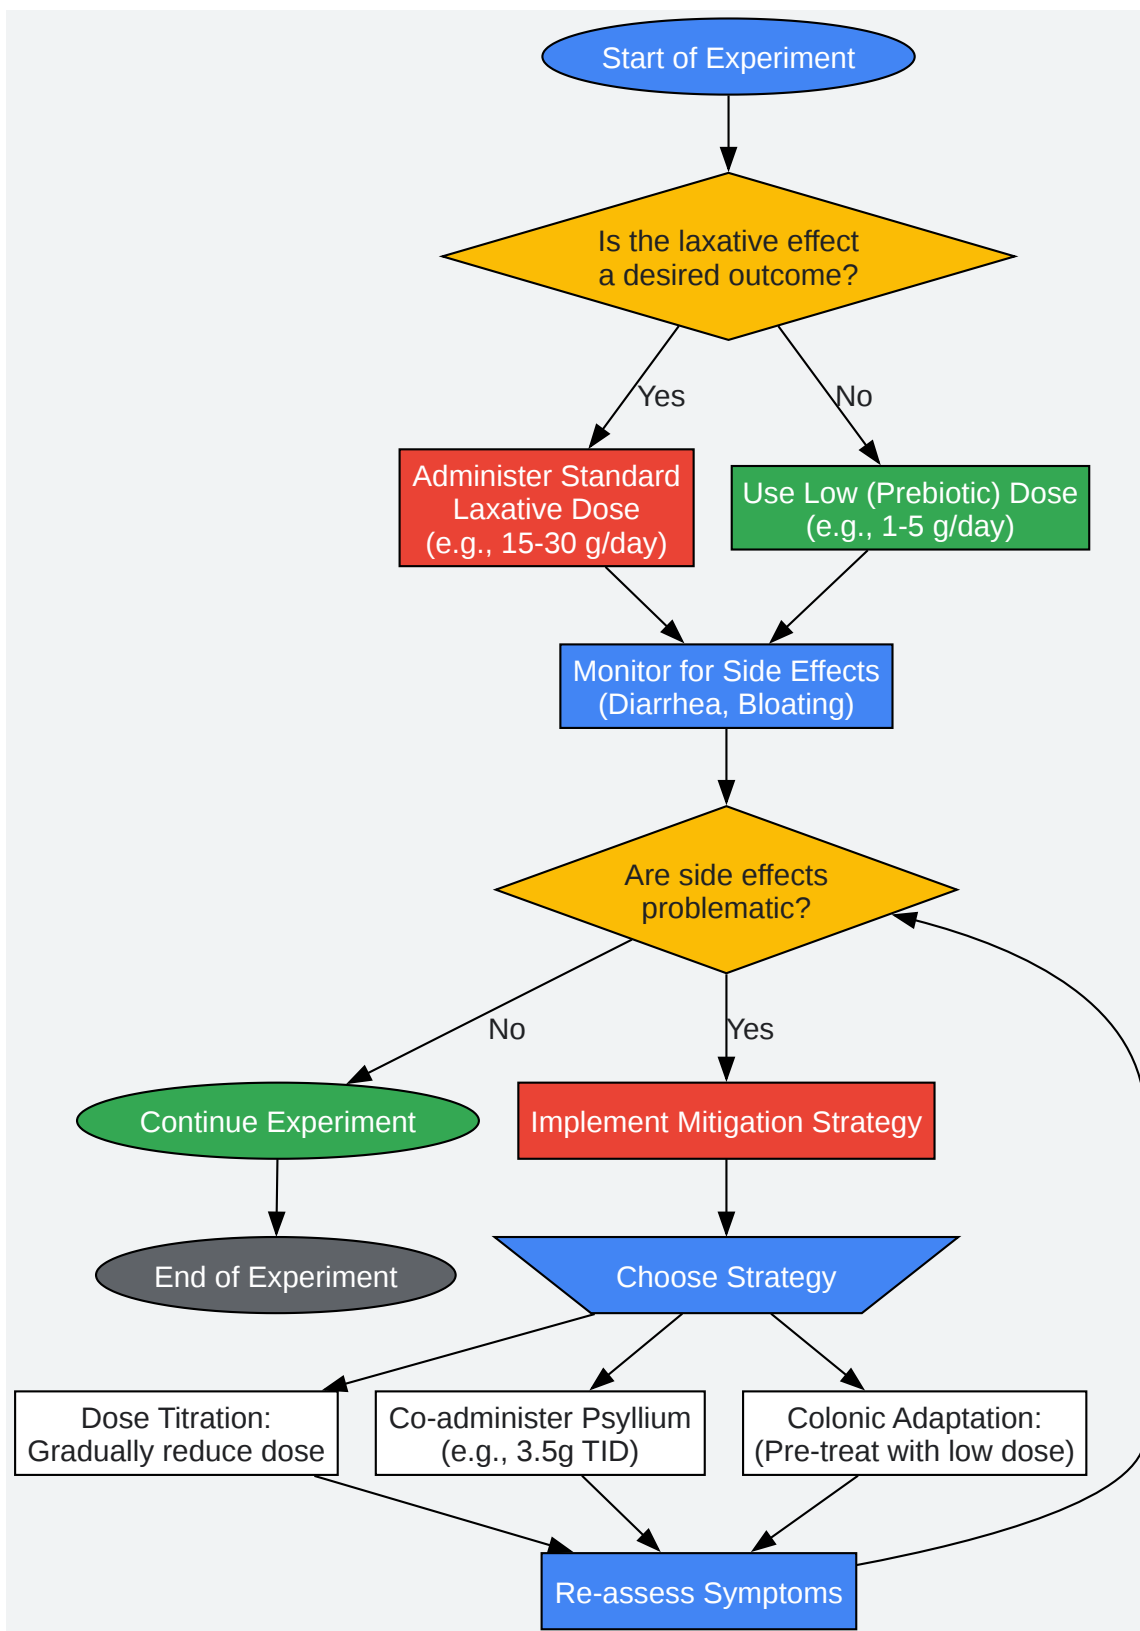 Start of Experiment
Is the laxative effect
a desired outcome?
Yes
No
Administer Standard
Laxative Dose
(e.g., 15-30 g/day)
Use Low (Prebiotic) Dose
(e.g., 1-5 g/day)
Monitor for Side Effects
(Diarrhea, Bloating)
Are side effects
problematic?
No
Yes
Continue Experiment
Implement Mitigation Strategy
End of Experiment
Choose Strategy
Dose Titration:
Gradually reduce dose
Co-administer Psyllium
(e.g., 3.5g TID)
Colonic Adaptation:
(Pre-treat with low dose)
Re-assess Symptoms